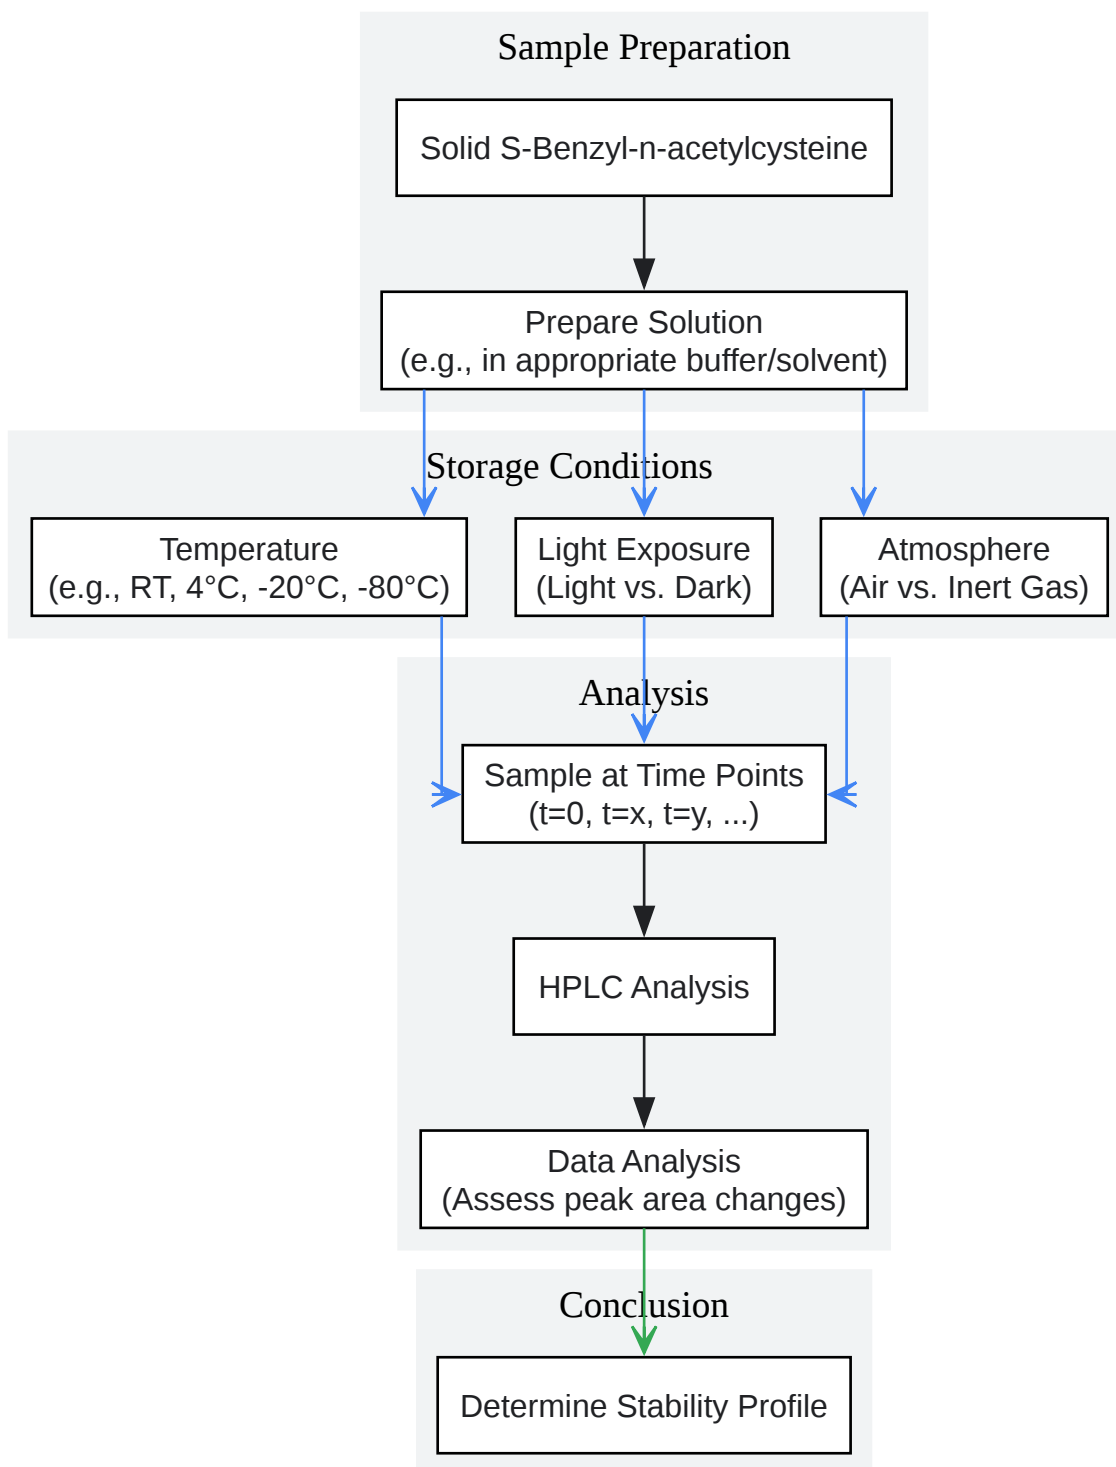 Sample Preparation
Solid S-Benzyl-n-acetylcysteine
Prepare Solution
(e.g., in appropriate buffer/solvent)
Storage Conditions
Temperature
(e.g., RT, 4°C, -20°C, -80°C)
Light Exposure
(Light vs. Dark)
Atmosphere
(Air vs. Inert Gas)
Analysis
Sample at Time Points
(t=0, t=x, t=y, ...)
HPLC Analysis
Data Analysis
(Assess peak area changes)
Conclusion
Determine Stability Profile